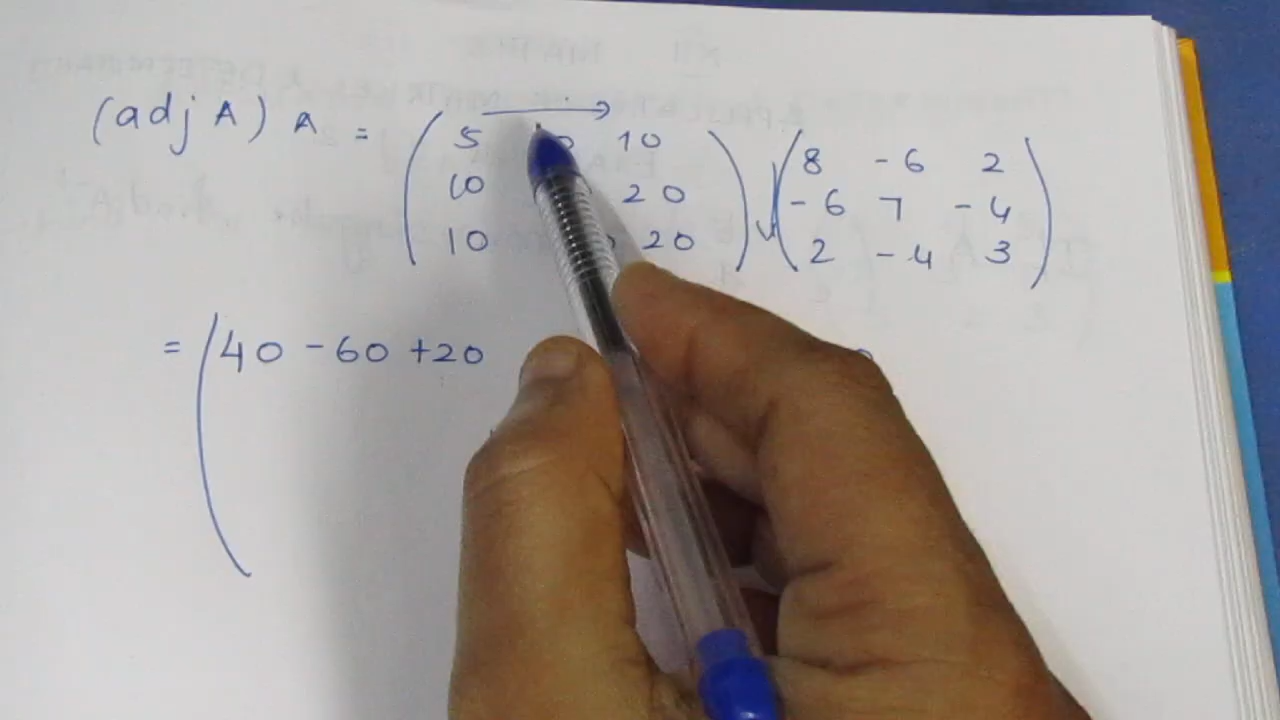 (adj A) A = ( 5 10 ) ( 8 -6 2 )
10 20 -6 7 -4
10 20 2 -4 3
= ( 40 -60 +20